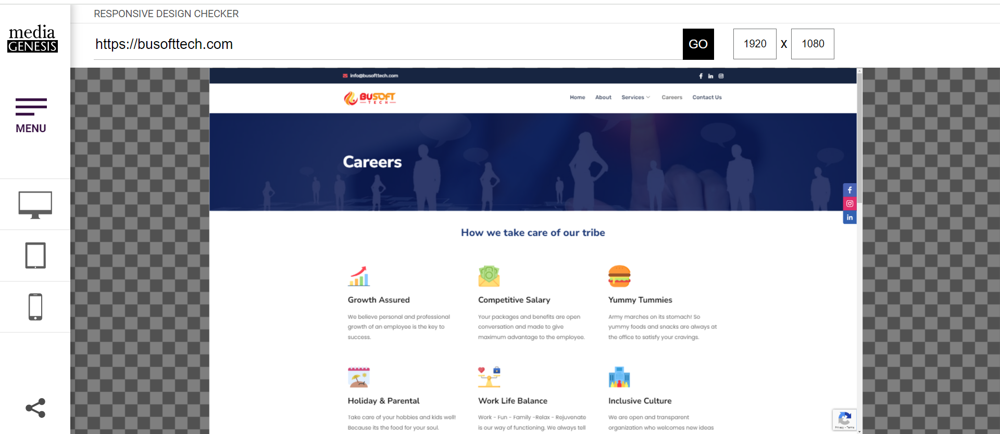 RESPONSIVE DESIGN CHECKER
media
GENESIS
https://busofttech.com
GO
1920 X 1080
MENU
info@busofttech.com
BUSOFT
TECH
Home About Services Careers Contact Us
Careers
How we take care of our tribe
Growth Assured
We believe personal and professional
growth of an employee is the key to
success.
Competitive Salary
Your packages and benefits are open
conversation and made to give
maximum advantage to the employee.
Yummy Tummies
Army marches on its stomach! So
yummy foods and snacks are always at
the office to satisfy your cravings.
Holiday & Parental
Take care of your hobbies and kids well!
Because its the food for your soul.
Work Life Balance
Work - Fun - Family -Relax - Rejuvenate
is our way of functioning. We always tell
Inclusive Culture
We are open and transparent
organization who welcomes new ideas
Privacy - Terms